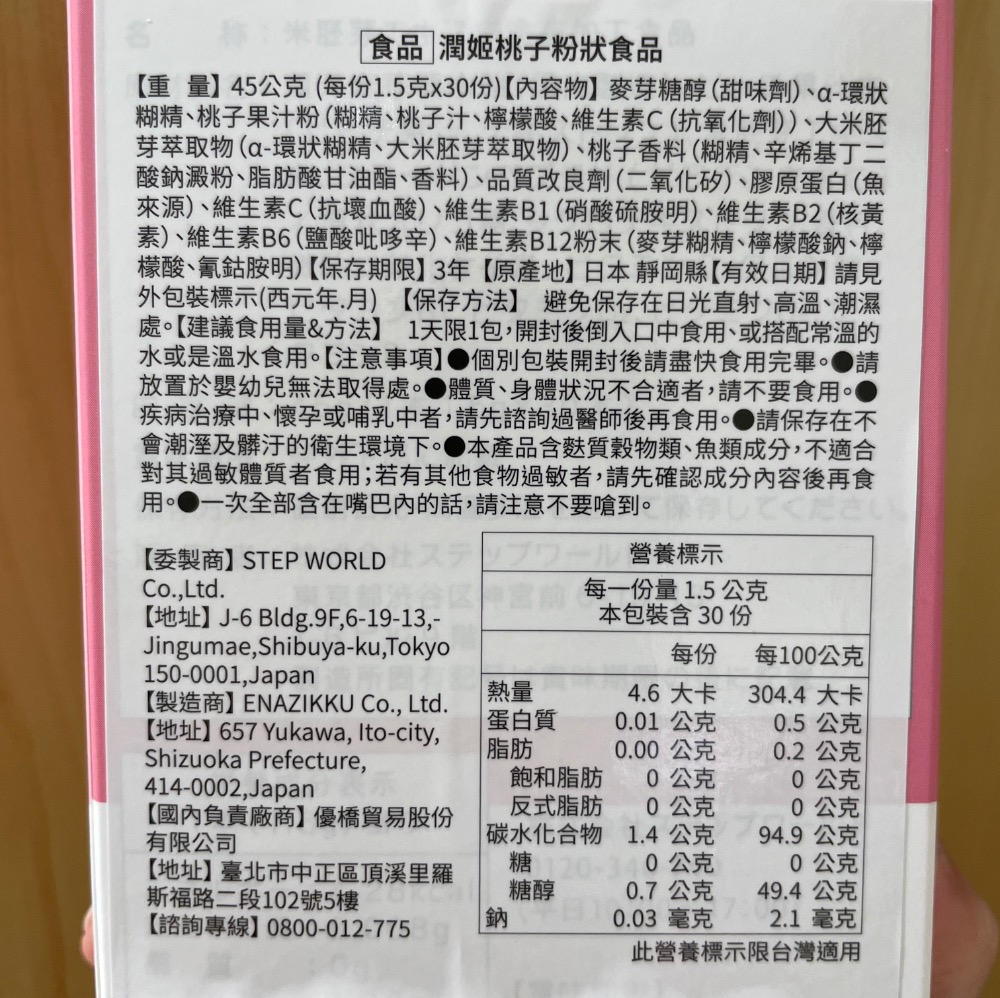 食品 潤姬桃子粉狀食品
【重 量】45公克 (每份1.5克x30份)【內容物】麥芽糖醇(甜味劑)、α-環狀
糊精、桃子果汁粉(糊精、桃子汁、檸檬酸、維生素C(抗氧化劑))、大米胚
芽萃取物(α-環狀糊精、大米胚芽萃取物)、桃子香料(糊精、辛烯基丁二
酸鈉澱粉、脂肪酸甘油酯、香料)、品質改良劑(二氧化矽)、膠原蛋白(魚
來源)、維生素C(抗壞血酸)、維生素B1(硝酸硫胺明)、維生素B2(核黃
素)、維生素B6(鹽酸吡哆辛)、維生素B12粉末(麥芽糊精、檸檬酸鈉、檸
檬酸、氰鈷胺明)【保存期限】3年【原產地】日本 靜岡縣【有效日期】請見
外包裝標示(西元年.月) 【保存方法】 避免保存在日光直射、高溫、潮濕
處。【建議食用量&方法】 1天限1包,開封後倒入口中食用、或搭配常溫的
水或是溫水食用。【注意事項】●個別包裝開封後請盡快食用完畢。●請
放置於嬰幼兒無法取得處。●體質、身體狀況不合適者,請不要食用。●
疾病治療中、懷孕或哺乳中者,請先諮詢過醫師後再食用。●請保存在不
會潮溼及髒汙的衛生環境下。●本產品含麩質穀物類、魚類成分,不適合
對其過敏體質者食用;若有其他食物過敏者,請先確認成分內容後再食
用。●一次全部含在嘴巴內的話,請注意不要嗆到。
【委製商】STEP WORLD
Co.,Ltd.
【地址】J-6 Bldg.9F,6-19-13,-
Jingumae,Shibuya-ku,Tokyo
150-0001,Japan
【製造商】ENAZIKKU Co., Ltd.
【地址】657 Yukawa, Ito-city,
Shizuoka Prefecture,
414-0002,Japan
【國內負責廠商】優橋貿易股份
有限公司
【地址】臺北市中正區頂溪里羅
斯福路二段102號5樓
【諮詢專線】0800-012-775
營養標示
每一份量 1.5 公克
本包裝含 30 份
每份 每100公克
熱量 4.6 大卡 304.4 大卡
蛋白質 0.01 公克 0.5 公克
脂肪 0.00 公克 0.2 公克
飽和脂肪 0 公克 0 公克
反式脂肪 0 公克 0 公克
碳水化合物 1.4 公克 94.9 公克
糖 0 公克 0 公克
糖醇 0.7 公克 49.4 公克
鈉 0.03 毫克 2.1 毫克
此營養標示限台灣適用